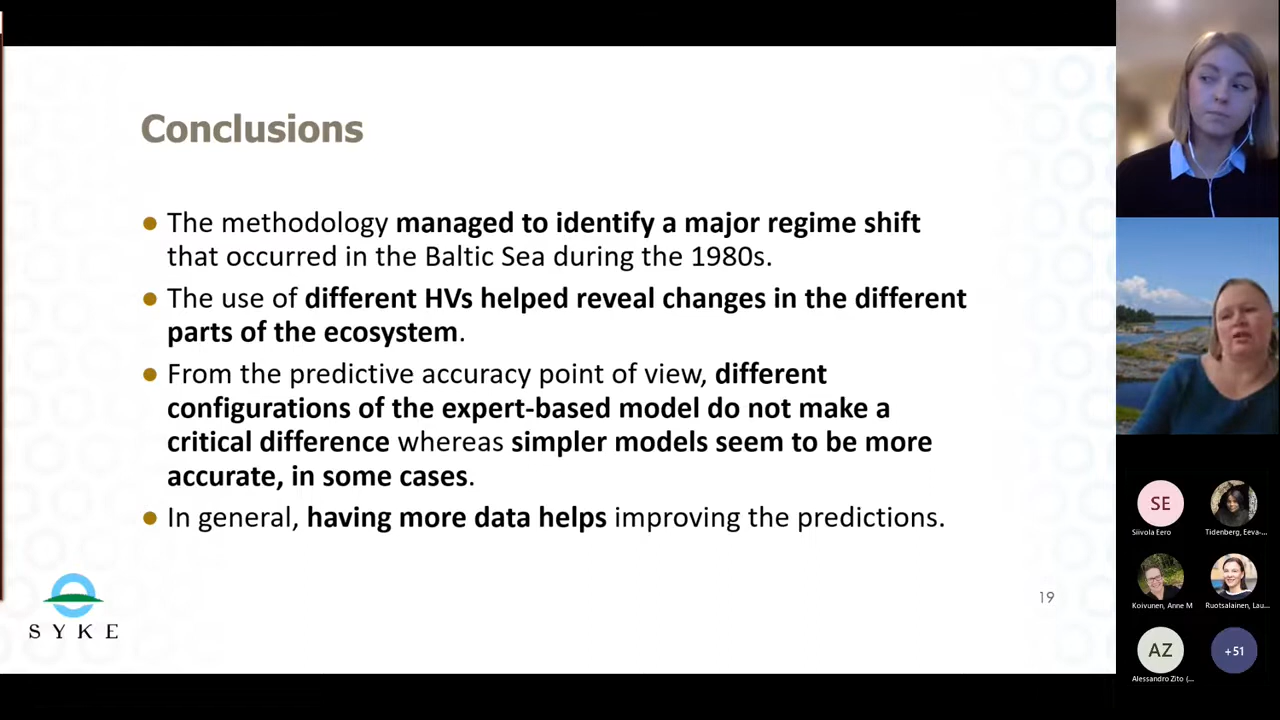 Conclusions
● The methodology managed to identify a major regime shift
that occurred in the Baltic Sea during the 1980s.
● The use of different HVs helped reveal changes in the different
parts of the ecosystem.
● From the predictive accuracy point of view, different
configurations of the expert-based model do not make a
critical difference whereas simpler models seem to be more
accurate, in some cases.
● In general, having more data helps improving the predictions.
19
SYKE
SE
Siivola Eero
Tidenberg, Eeva-...
Koivunen, Anne M
Ruotsalainen, Lau...
AZ
Alessandro Zito (...
+51